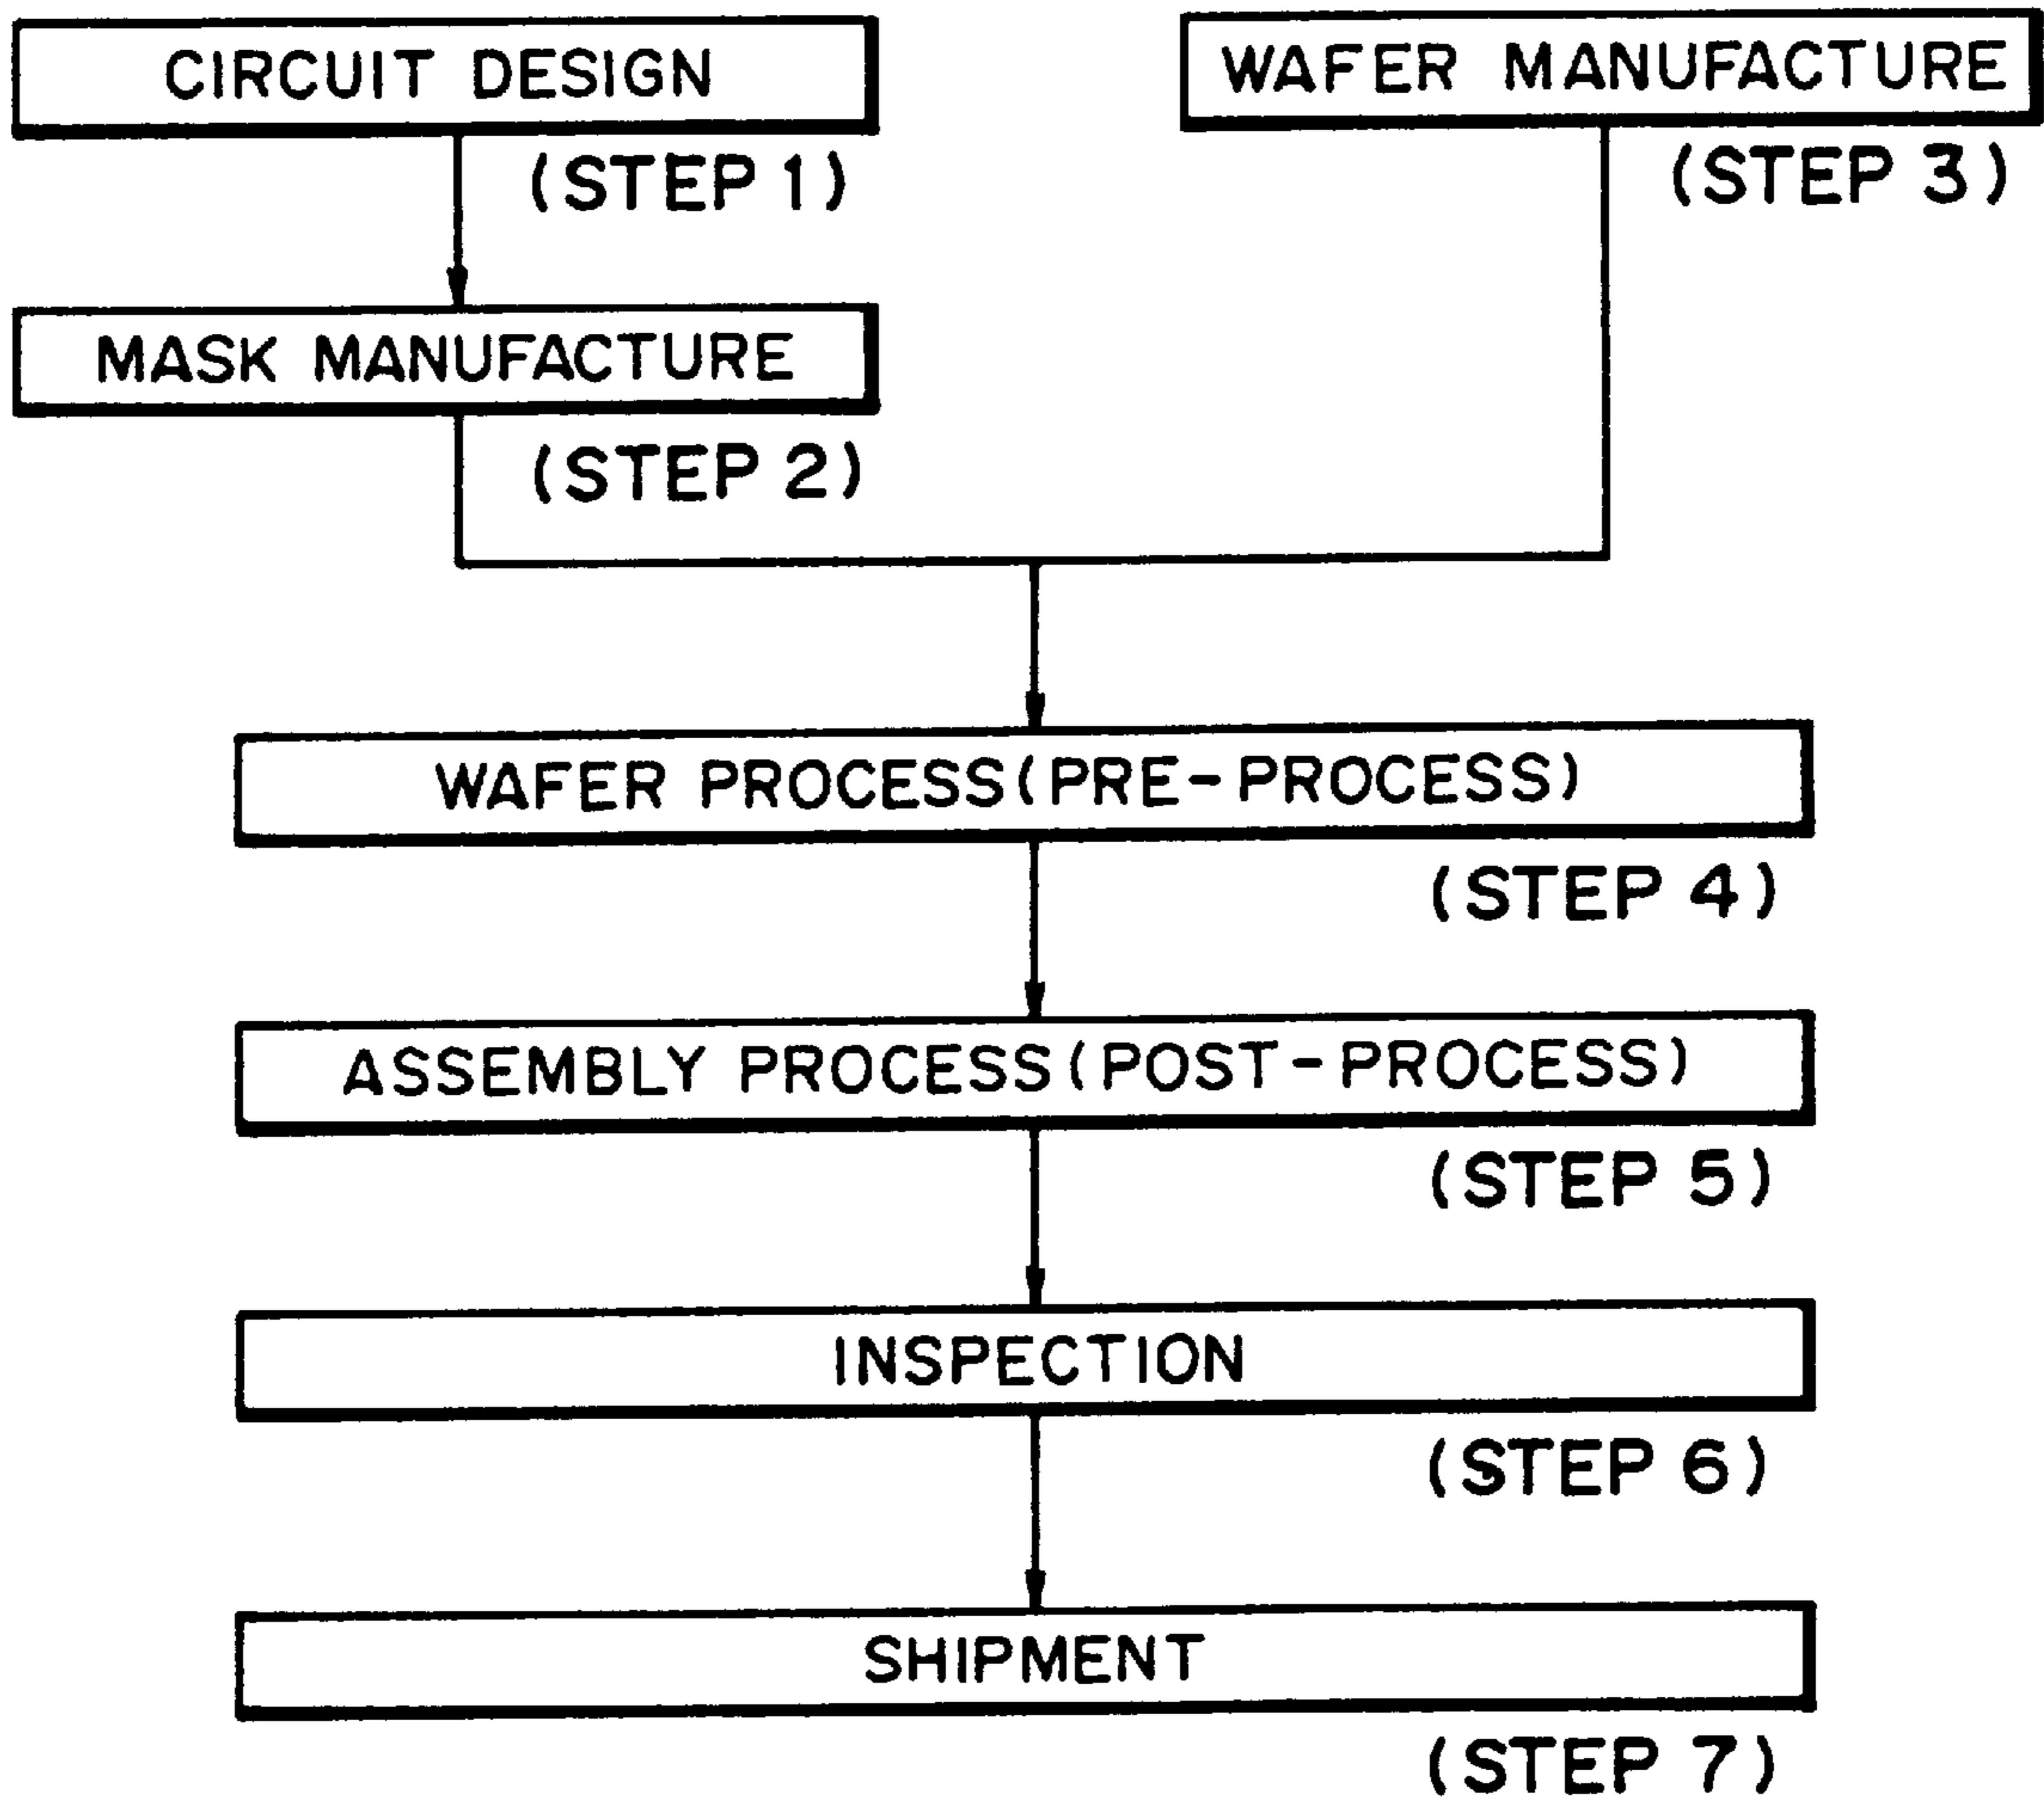 CIRCUIT DESIGN
(STEP 1)
WAFER MANUFACTURE
(STEP 3)
MASK MANUFACTURE
(STEP 2)
WAFER PROCESS(PRE-PROCESS)
(STEP 4)
ASSEMBLY PROCESS(POST-PROCESS)
(STEP 5)
INSPECTION
(STEP 6)
SHIPMENT
(STEP 7)